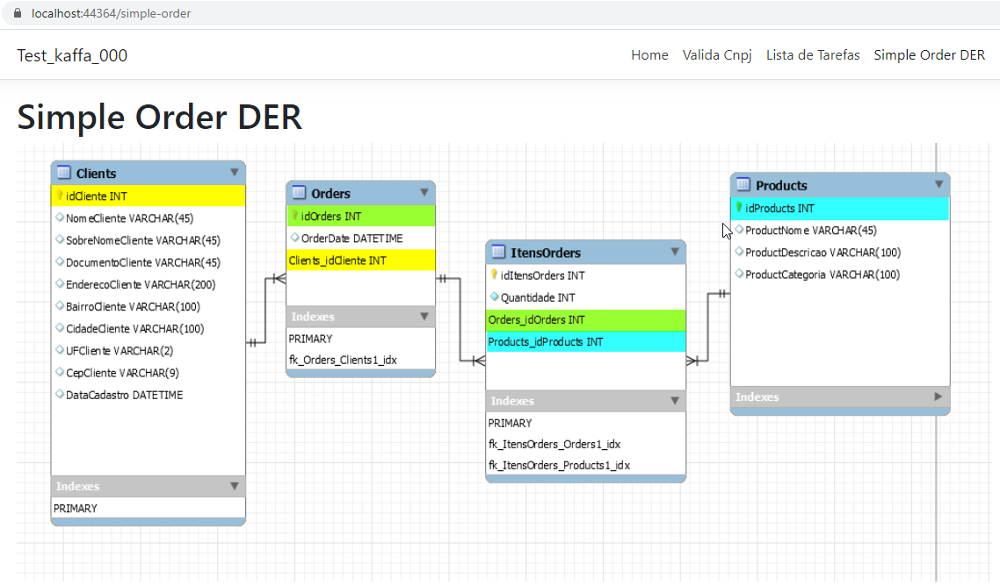 localhost:44364/simple-order
Test_kaffa_000
Home Valida Cnpj Lista de Tarefas Simple Order DER
Simple Order DER
Clients
idCliente INT
NomeCliente VARCHAR(45)
SobreNomeCliente VARCHAR(45)
DocumentoCliente VARCHAR(45)
EnderecoCliente VARCHAR(200)
BairroCliente VARCHAR(100)
CidadeCliente VARCHAR(100)
UFCliente VARCHAR(2)
CepCliente VARCHAR(9)
DataCadastro DATETIME
Indexes
PRIMARY
Orders
idOrders INT
OrderDate DATETIME
Clients_idCliente INT
Indexes
PRIMARY
fk_Orders_Clients1_idx
ItensOrders
idItensOrders INT
Quantidade INT
Orders_idOrders INT
Products_idProducts INT
Indexes
PRIMARY
fk_ItensOrders_Orders1_idx
fk_ItensOrders_Products1_idx
Products
idProducts INT
ProductNome VARCHAR(45)
ProductDescricao VARCHAR(100)
ProductCategoria VARCHAR(100)
Indexes